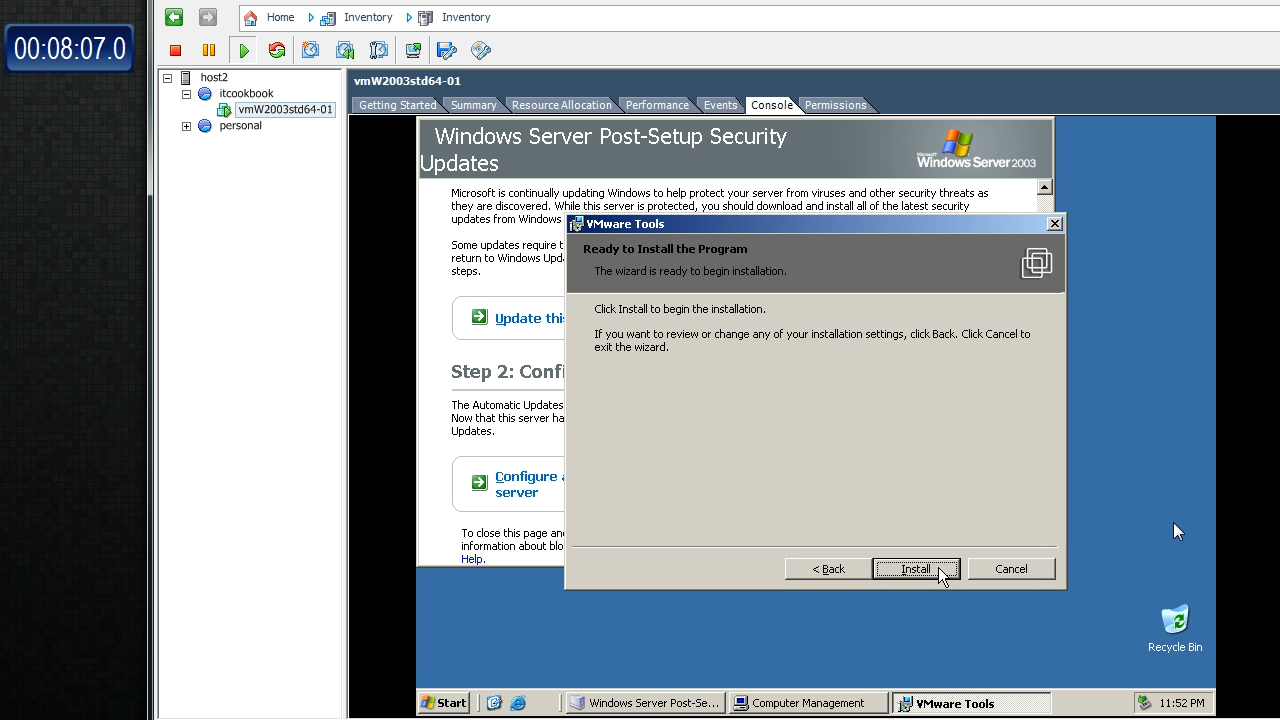 00:08:07.0
Home
Inventory
Inventory
host2
itcookbook
vmW2003std64-01
personal
vmW2003std64-01
Getting Started
Summary
Resource Allocation
Performance
Events
Console
Permissions
Windows Server Post-Setup Security
Updates
Microsoft
Windows Server 2003
Microsoft is continually updating Windows to help protect your server from viruses and other security threats as
they are discovered. While this server is protected, you should download and install all of the latest security
updates from Windows
Some updates require t
return to Windows Upda
steps.
Update this
Step 2: Confi
The Automatic Updates
Now that this server ha
Updates.
Configure a
server
To close this page and
information about blo
Help.
VMware Tools
Ready to Install the Program
The wizard is ready to begin installation.
Click Install to begin the installation.
If you want to review or change any of your installation settings, click Back. Click Cancel to
exit the wizard.
< Back
Install
Cancel
Recycle Bin
Start
Windows Server Post-Se...
Computer Management
VMware Tools
11:52 PM